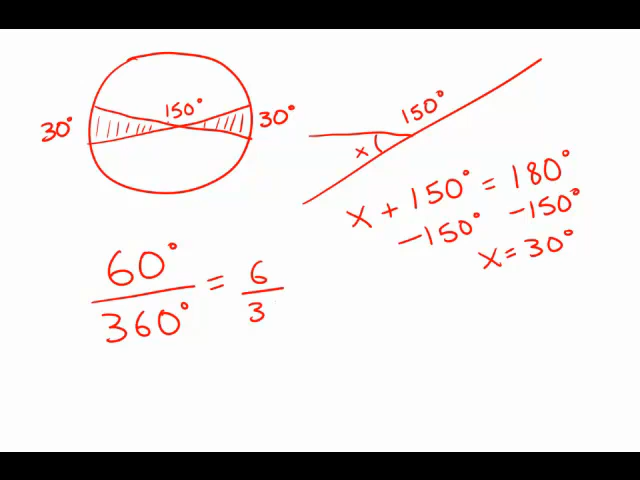 150°
30°
30°
150°
x
x + 150° = 180°
-150° -150°
x = 30°
60°/360° = 6/3